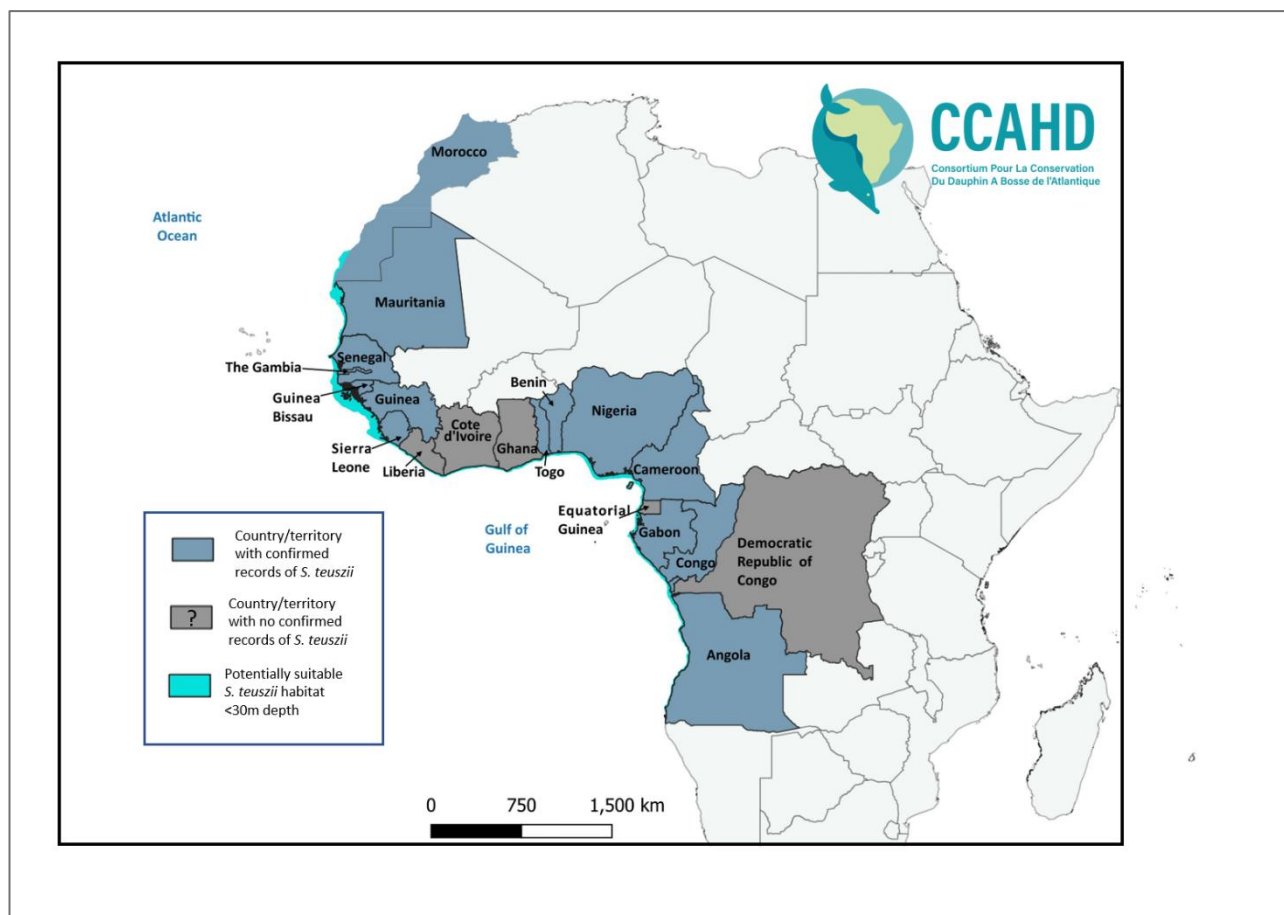 CCAHD
Consortium Pour La Conservation
Du Dauphin A Bosse de l'Atlantique
Morocco
Atlantic
Ocean
Mauritania
Senegal
The Gambia
Guinea
Bissau
Guinea
Sierra
Leone
Liberia
Cote
d'Ivoire
Ghana
Togo
Benin
Nigeria
Cameroon
Equatorial
Guinea
Gulf of
Guinea
Gabon
Congo
Democratic
Republic of
Congo
Angola
Country/territory
with confirmed
records of S. teuszii
?
Country/territory
with no confirmed
records of S. teuszii
Potentially suitable
S. teuszii habitat
<30m depth
0 750 1,500 km